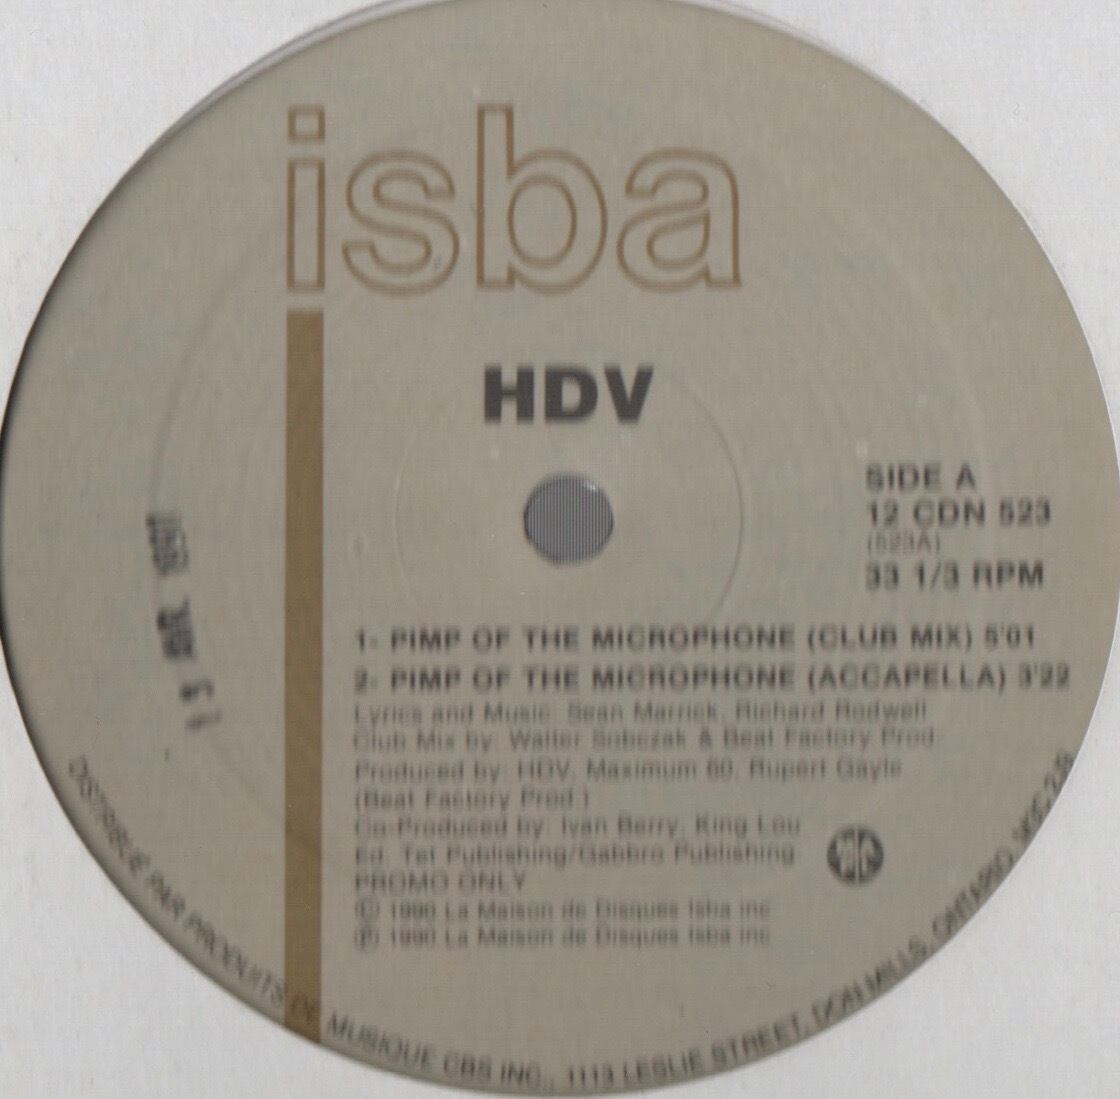 isba
HDV
SIDE A
12 CDN 523
(523A)
33 1/3 RPM
1- PIMP OF THE MICROPHONE (CLUB MIX) 5'01
2- PIMP OF THE MICROPHONE (ACCAPELLA) 3'22
Lyrics and Music: Sean Merrick, Richard Rodwell
Club Mix by: Walter Sobczak & Beat Factory Prod.
Produced by: HDV, Maximum 60, Rupert Gayle
(Beat Factory Prod.)
Co-Produced by: Ivan Berry, King Lou
Ed. Tet Publishing/Gabbro Publishing
PROMO ONLY
© 1990 La Maison de Disques Isba inc
℗ 1990 La Maison de Disques Isba inc
DISTRIBUÉ PAR PRODUITS DE MUSIQUE CBS INC., 1113 LESLIE STREET, DON MILLS, ONTARIO,